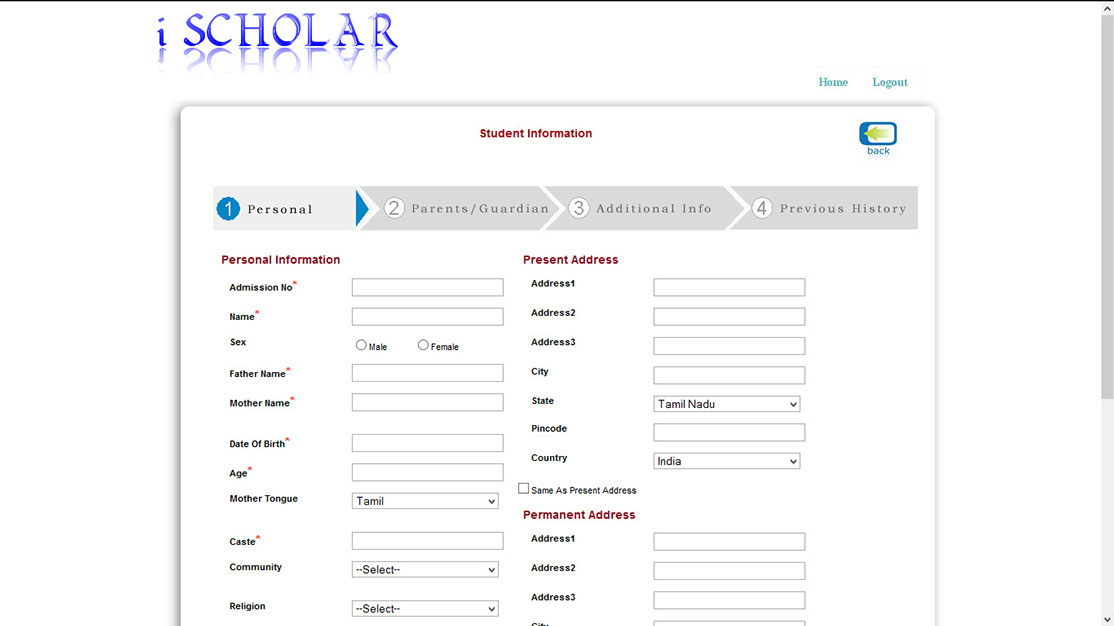 i SCHOLAR
Home Logout
Student Information
back
1 Personal 2 Parents/Guardian 3 Additional Info 4 Previous History
Personal Information
Admission No*
Name*
Sex Male Female
Father Name*
Mother Name*
Date Of Birth*
Age*
Mother Tongue Tamil
Caste*
Community --Select--
Religion --Select--
Present Address
Address1
Address2
Address3
City
State Tamil Nadu
Pincode
Country India
Same As Present Address
Permanent Address
Address1
Address2
Address3
City